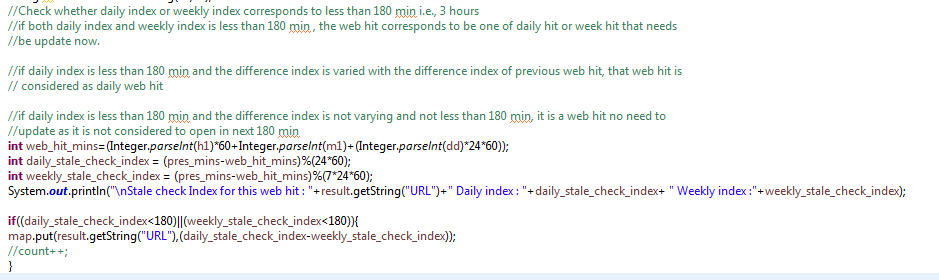 //Check whether daily index or weekly index corresponds to less than 180 min i.e., 3 hours
//if both daily index and weekly index is less than 180 min , the web hit corresponds to be one of daily hit or week hit that needs
//be update now.
//if daily index is less than 180 min and the difference index is varied with the difference index of previous web hit, that web hit is
// considered as daily web hit
//if daily index is less than 180 min and the difference index is not varying and not less than 180 min, it is a web hit no need to
//update as it is not considered to open in next 180 min
int web_hit_mins=(Integer.parseInt(h1)*60+Integer.parseInt(m1)+(Integer.parseInt(dd)*24*60));
int daily_stale_check_index = (pres_mins-web_hit_mins)%(24*60);
int weekly_stale_check_index = (pres_mins-web_hit_mins)%(7*24*60);
System.out.println("\nStale check Index for this web hit : "+result.getString("URL")+" Daily index : "+daily_stale_check_index+ " Weekly index :"+weekly_stale_check_index);
if((daily_stale_check_index<180)||(weekly_stale_check_index<180)){
map.put(result.getString("URL"),(daily_stale_check_index-weekly_stale_check_index));
//count++;
}